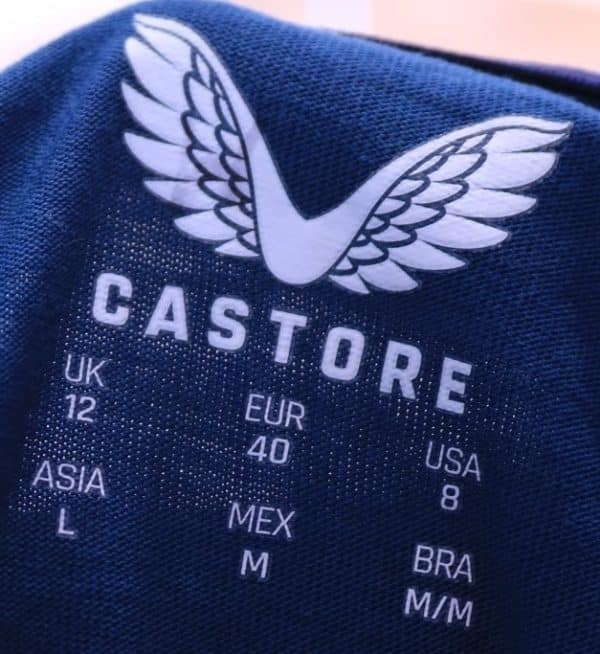 CASTORE
UK EUR USA
12 40 8
ASIA MEX BRA
L M M/M